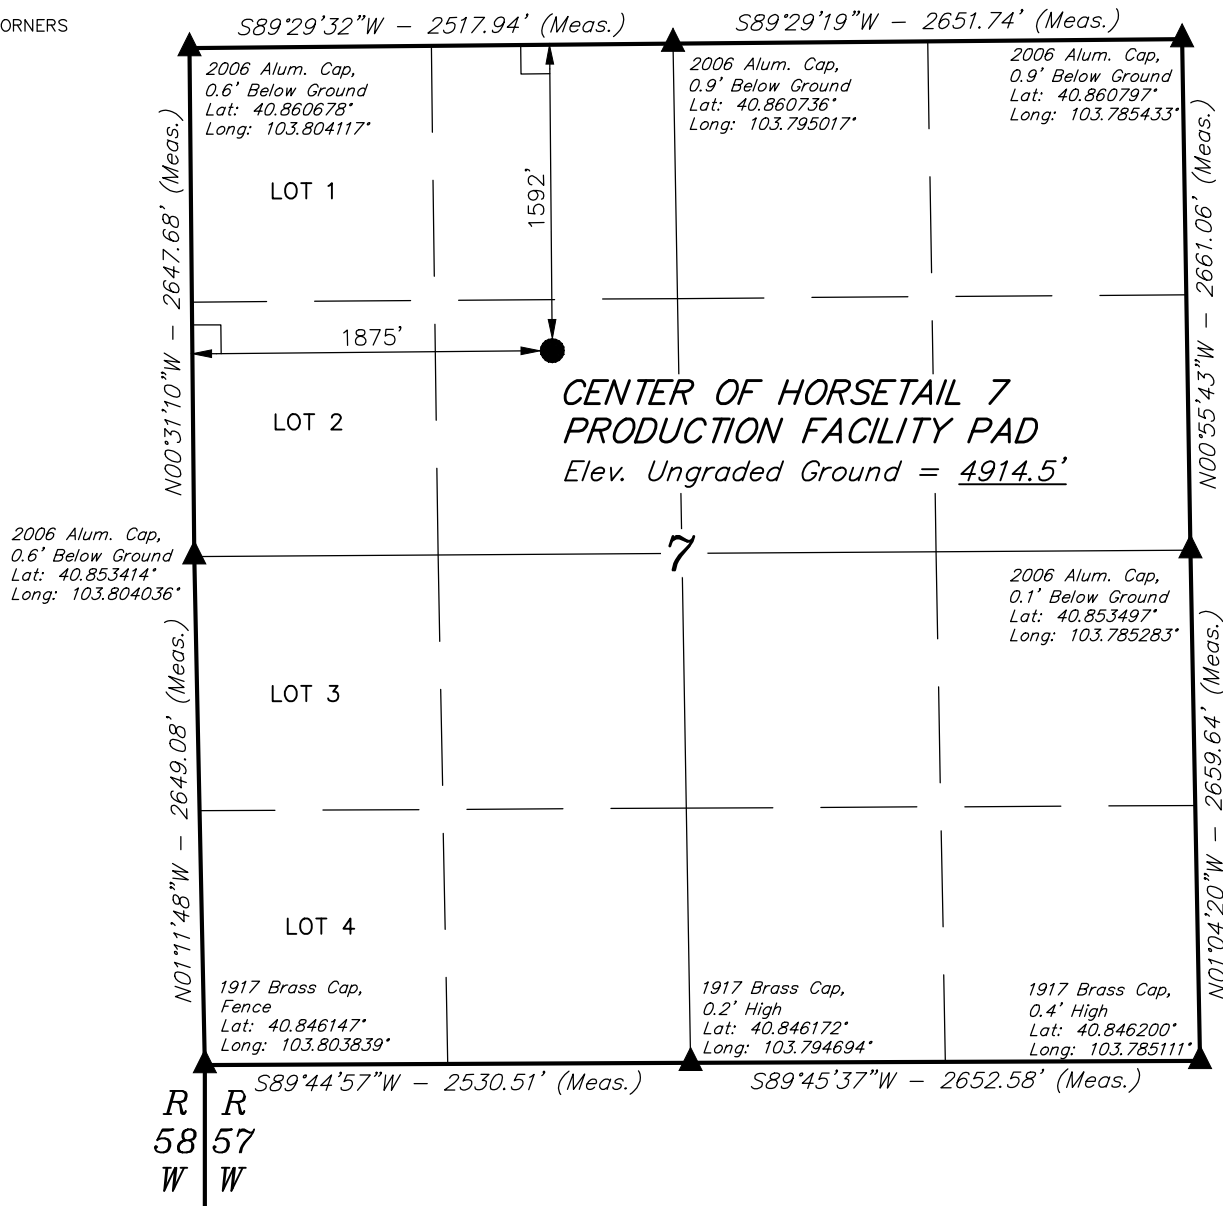 ORNERS
S89°29'32"W - 2517.94' (Meas.)
S89°29'19"W - 2651.74' (Meas.)
2006 Alum. Cap,
0.6' Below Ground
Lat: 40.860678°
Long: 103.804117°
2006 Alum. Cap,
0.9' Below Ground
Lat: 40.860736°
Long: 103.795017°
2006 Alum. Cap,
0.9' Below Ground
Lat: 40.860797°
Long: 103.785433°
N00°31'10"W - 2647.68' (Meas.)
N00°55'43"W - 2661.06' (Meas.)
LOT 1
1592'
1875'
CENTER OF HORSETAIL 7
PRODUCTION FACILITY PAD
Elev. Ungraded Ground = 4914.5'
LOT 2
2006 Alum. Cap,
0.6' Below Ground
Lat: 40.853414°
Long: 103.804036°
7
2006 Alum. Cap,
0.1' Below Ground
Lat: 40.853497°
Long: 103.785283°
N01°11'48"W - 2649.08' (Meas.)
N01°04'20"W - 2659.64' (Meas.)
LOT 3
LOT 4
1917 Brass Cap,
Fence
Lat: 40.846147°
Long: 103.803839°
1917 Brass Cap,
0.2' High
Lat: 40.846172°
Long: 103.794694°
1917 Brass Cap,
0.4' High
Lat: 40.846200°
Long: 103.785111°
S89°44'57"W - 2530.51' (Meas.)
S89°45'37"W - 2652.58' (Meas.)
R R
58 57
W W